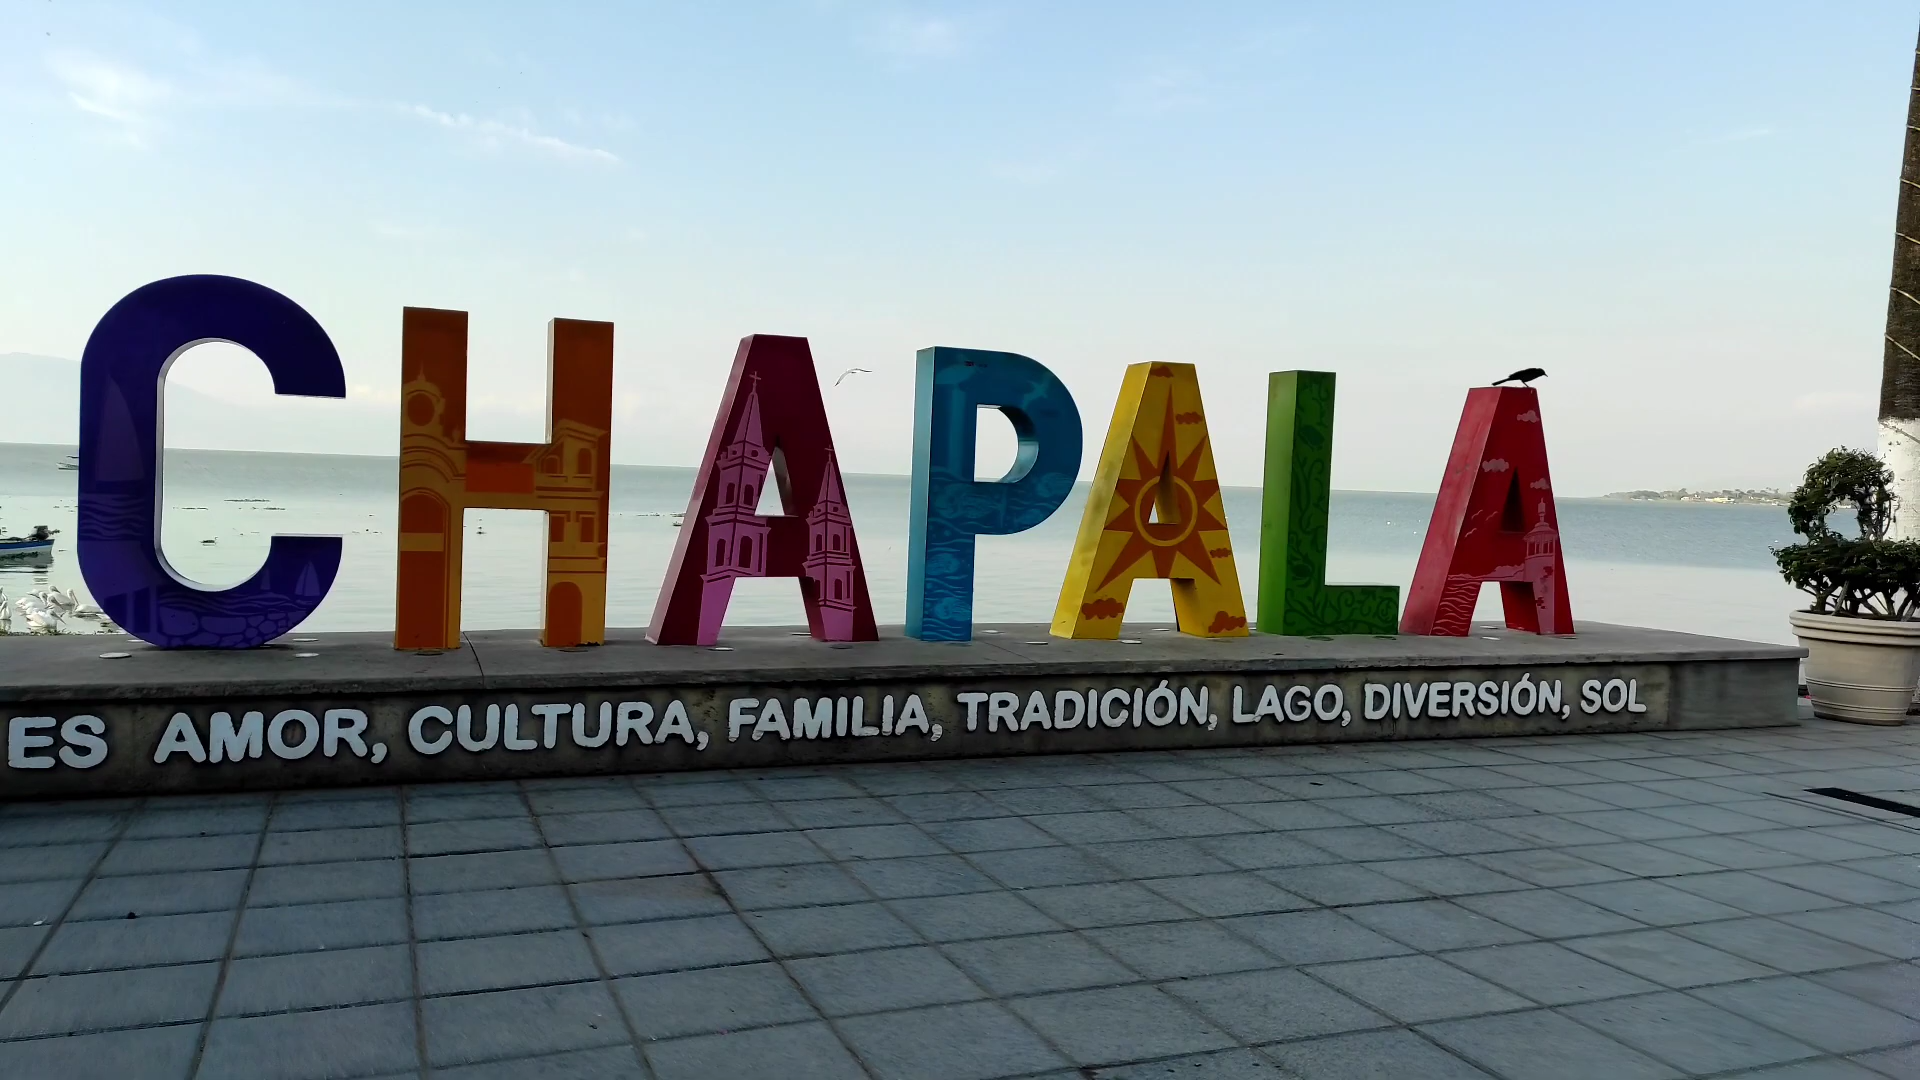 CHAPALA
ES AMOR, CULTURA, FAMILIA, TRADICIÓN, LAGO, DIVERSIÓN, SOL